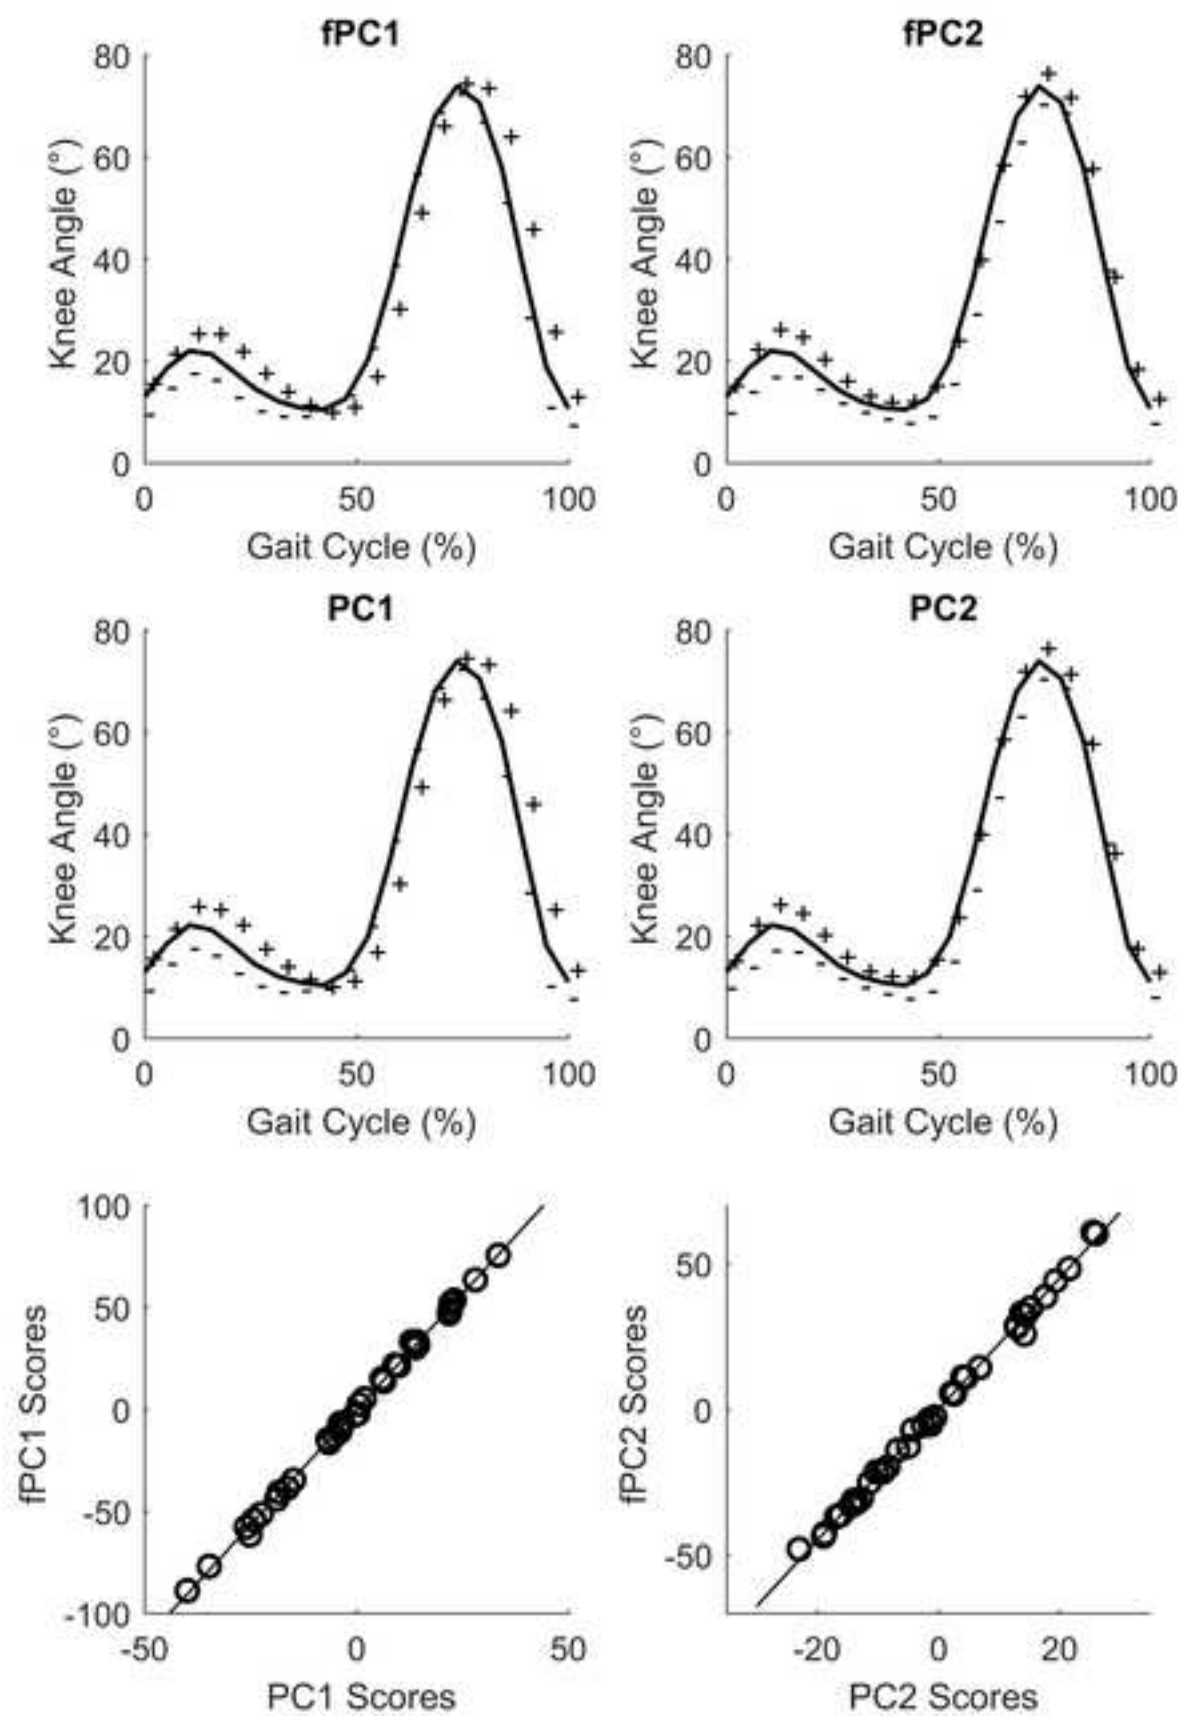 fPC1 fPC2
80 80
60 60
40 40
20 20
0 0
0 50 100 0 50 100
Knee Angle (°) Knee Angle (°)
Gait Cycle (%) Gait Cycle (%)
PC1 PC2
80 80
60 60
40 40
20 20
0 0
0 50 100 0 50 100
Knee Angle (°) Knee Angle (°)
Gait Cycle (%) Gait Cycle (%)
100
50 50
0 0
-50 -50
-100
-50 0 50 -20 0 20
fPC1 Scores fPC2 Scores
PC1 Scores PC2 Scores